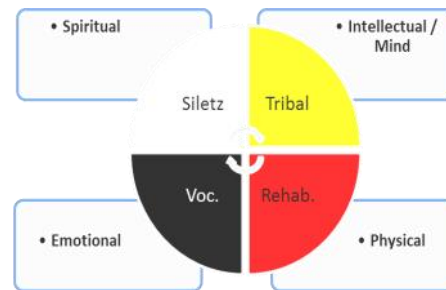 • Spiritual
• Intellectual /
Mind
Siletz
Tribal
Voc.
Rehab.
• Emotional
• Physical